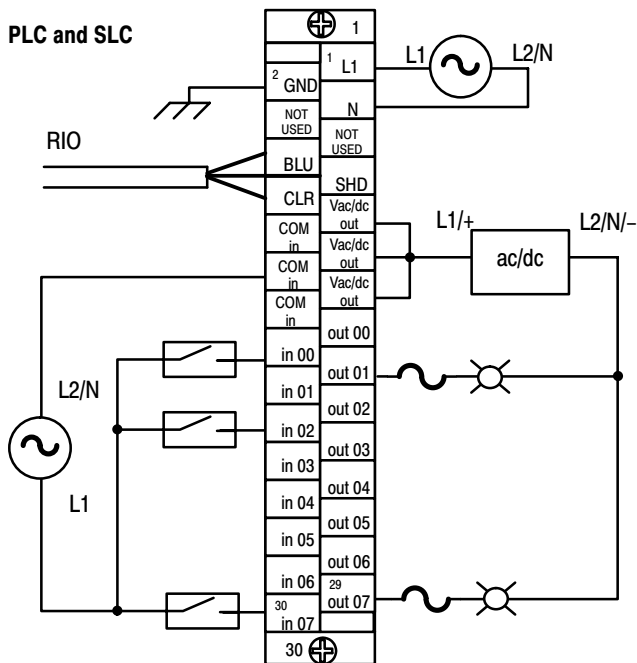 PLC and SLC
1
1 L1
L1
L2/N
2 GND
N
NOT
USED
NOT
USED
RIO
BLU
SHD
CLR
Vac/dc
out
COM
in
Vac/dc
out
COM
in
Vac/dc
out
COM
in
L1/+
L2/N/–
ac/dc
out 00
in 00
out 01
in 01
out 02
in 02
out 03
in 03
out 04
in 04
out 05
in 05
out 06
in 06
29
out 07
30
in 07
L2/N
L1
30